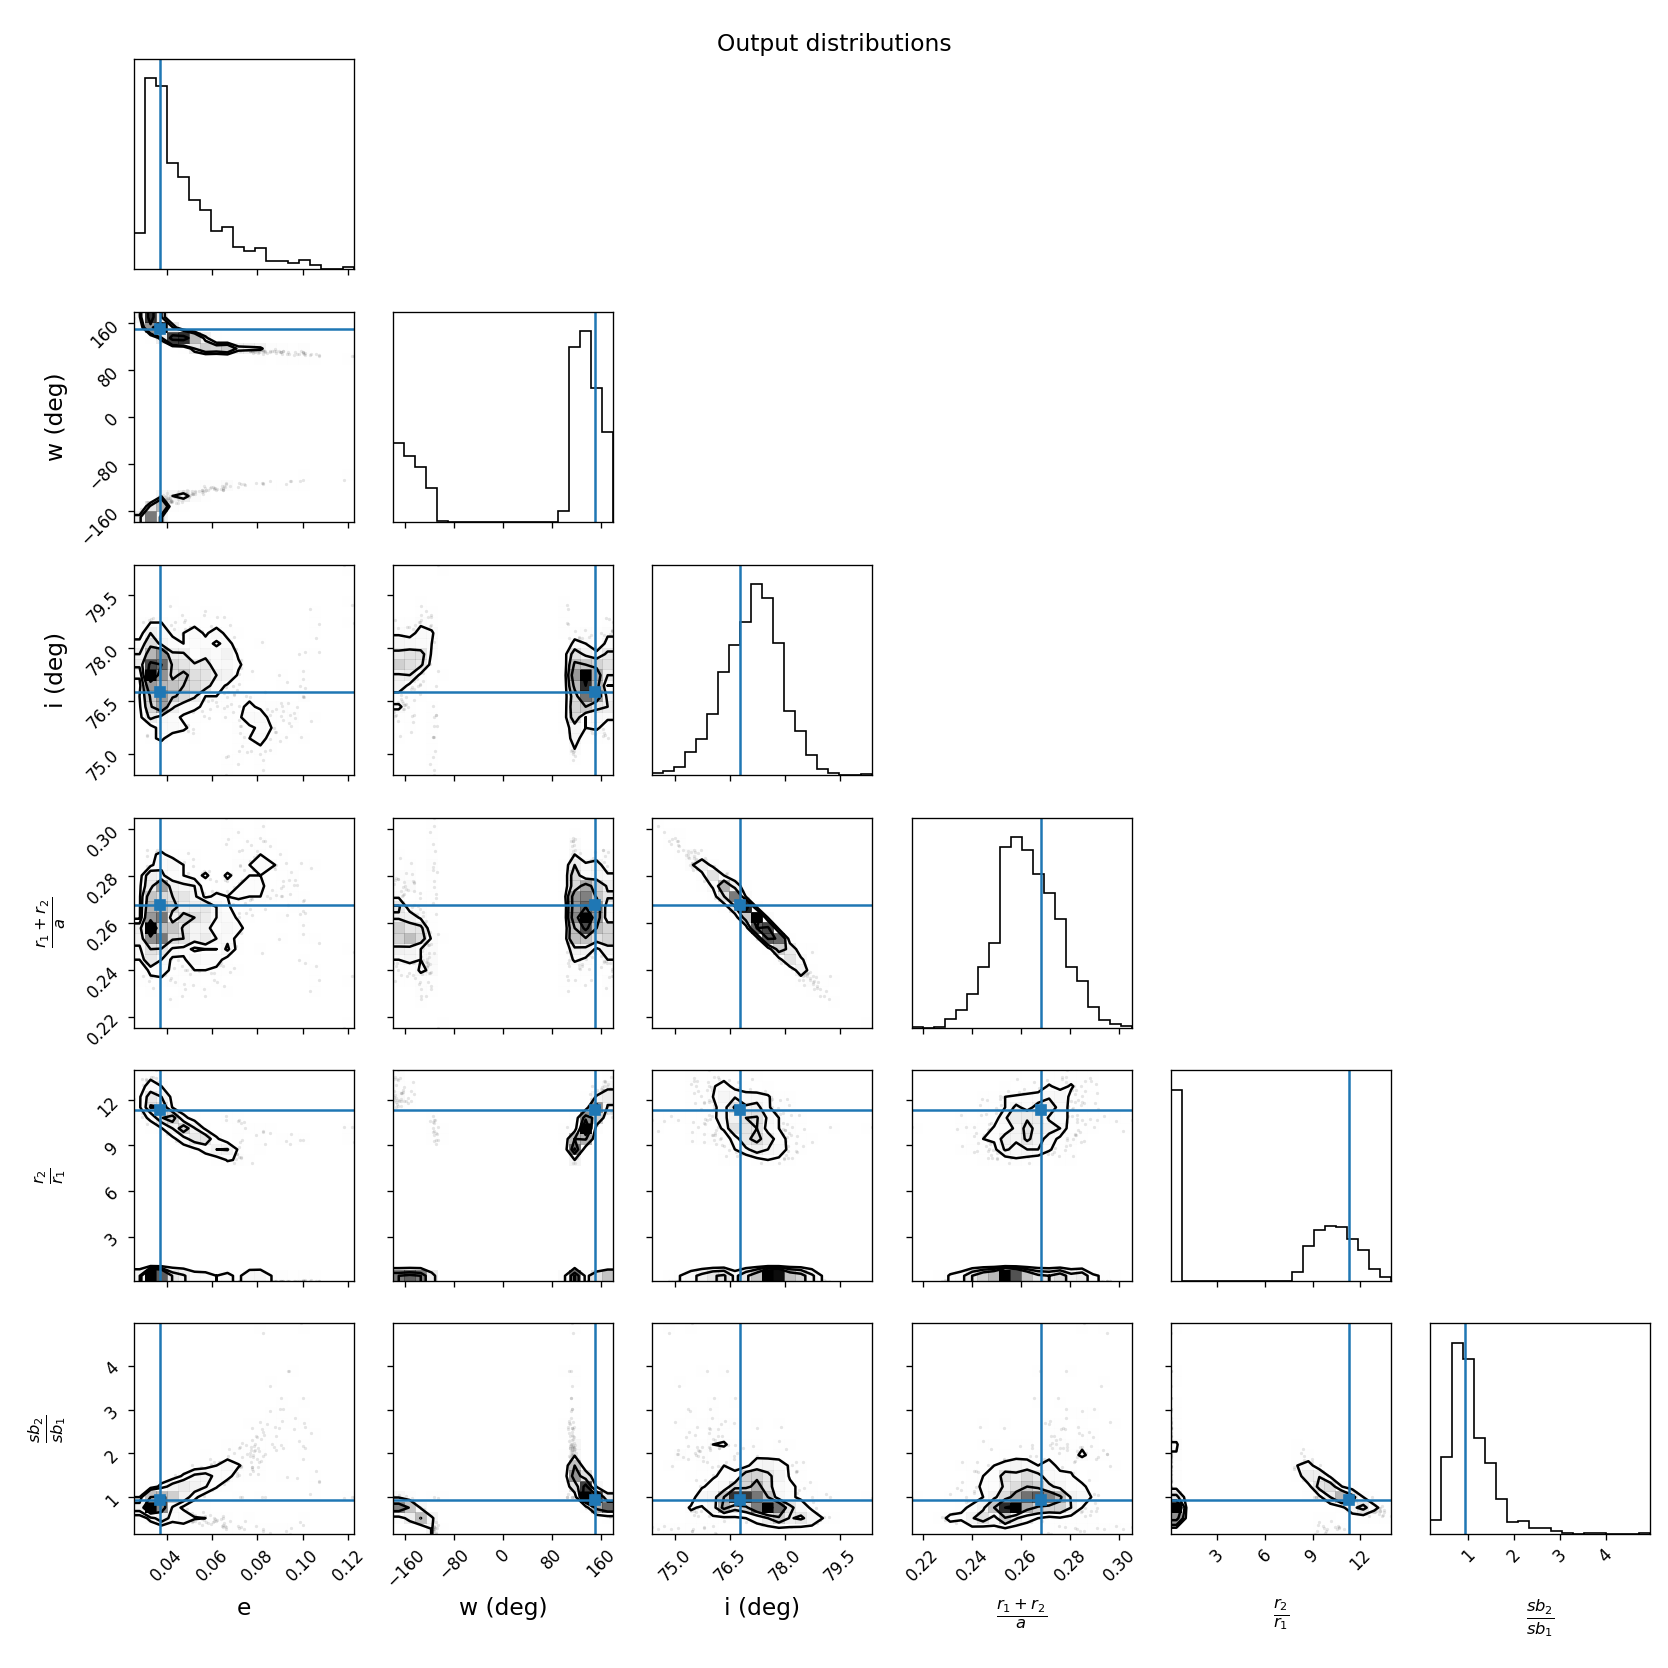 Output distributions
w (deg)
160
80
0
−80
−160
i (deg)
79.5
78.0
76.5
75.0
r₁ + r₂
a
0.30
0.28
0.26
0.24
0.22
r₂
r₁
12
9
6
3
sb₂
sb₁
4
3
2
1
0.04 0.06 0.08 0.10 0.12
−160 −80 0 80 160
75.0 76.5 78.0 79.5
0.22 0.24 0.26 0.28 0.30
3 6 9 12
1 2 3 4
e
w (deg)
i (deg)
r₁ + r₂
a
r₂
r₁
sb₂
sb₁